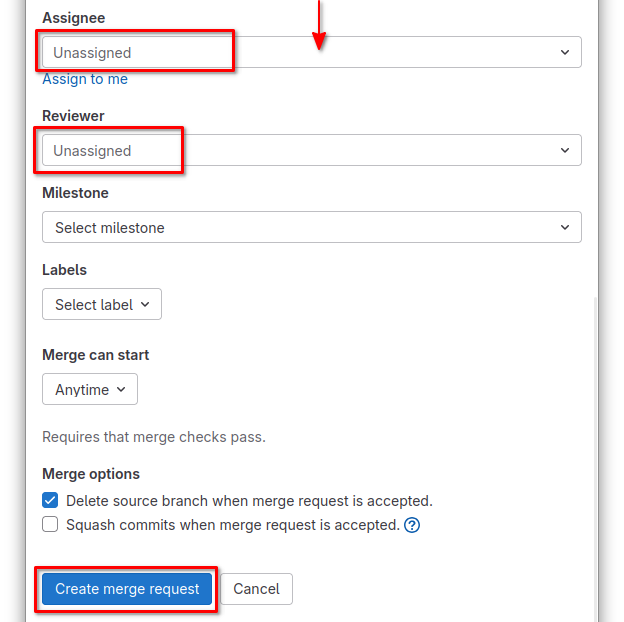 Assignee
Unassigned
Assign to me
Reviewer
Unassigned
Milestone
Select milestone
Labels
Select label
Merge can start
Anytime
Requires that merge checks pass.
Merge options
Delete source branch when merge request is accepted.
Squash commits when merge request is accepted. ?
Create merge request Cancel